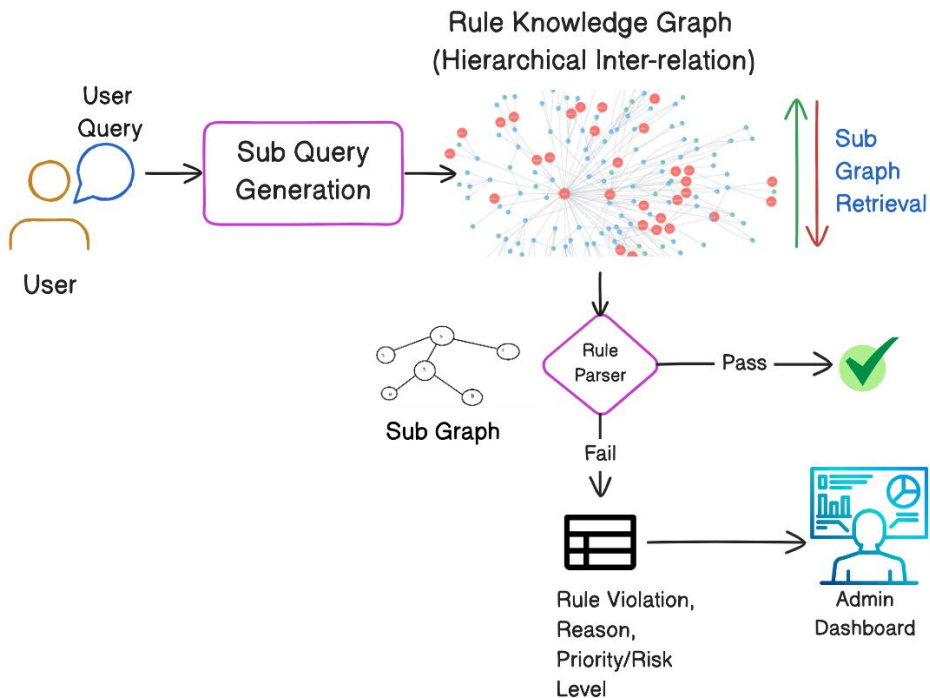 Rule Knowledge Graph
(Hierarchical Inter-relation)
User
Query
Sub Query
Generation
Sub
Graph
Retrieval
User
Rule
Parser
Pass
Sub Graph
Fail
Rule Violation,
Reason,
Priority/Risk
Level
Admin
Dashboard